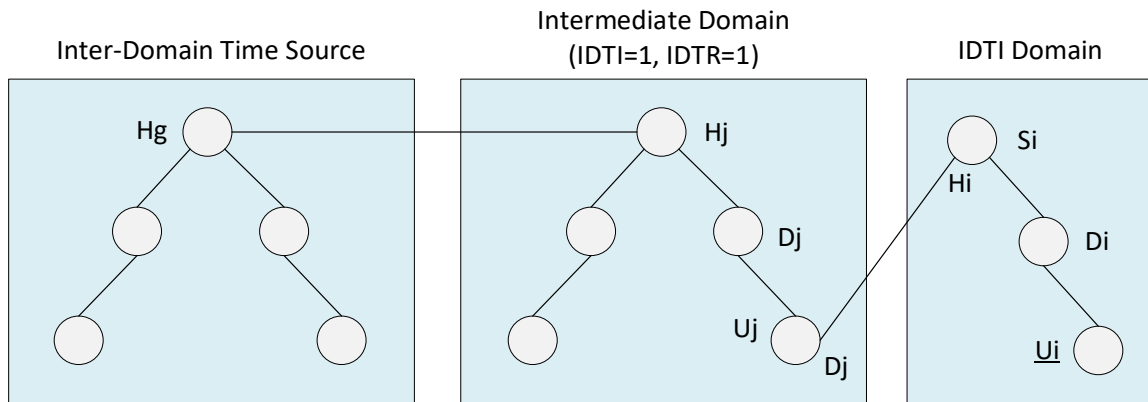 Inter-Domain Time Source
Intermediate Domain
(IDTI=1, IDTR=1)
IDTI Domain
Hg
Hj
Si
Hi
Dj
Di
Uj
Dj
Ui